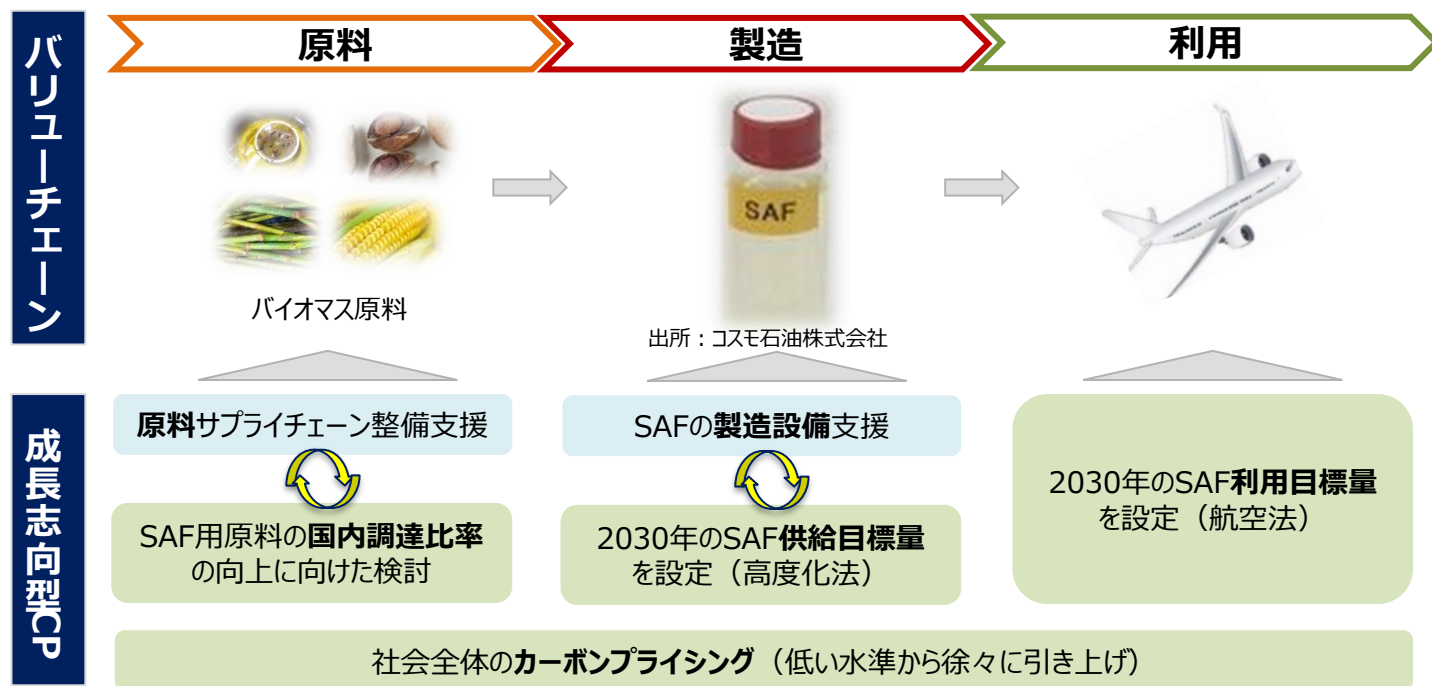 バリューチェーン
原料
製造
利用
SAF
バイオマス原料
出所：コスモ石油株式会社
成長志向型CP
原料サプライチェーン整備支援
SAFの製造設備支援
SAF用原料の国内調達比率
の向上に向けた検討
2030年のSAF供給目標量
を設定（高度化法）
2030年のSAF利用目標量
を設定（航空法）
社会全体のカーボンプライシング（低い水準から徐々に引き上げ）